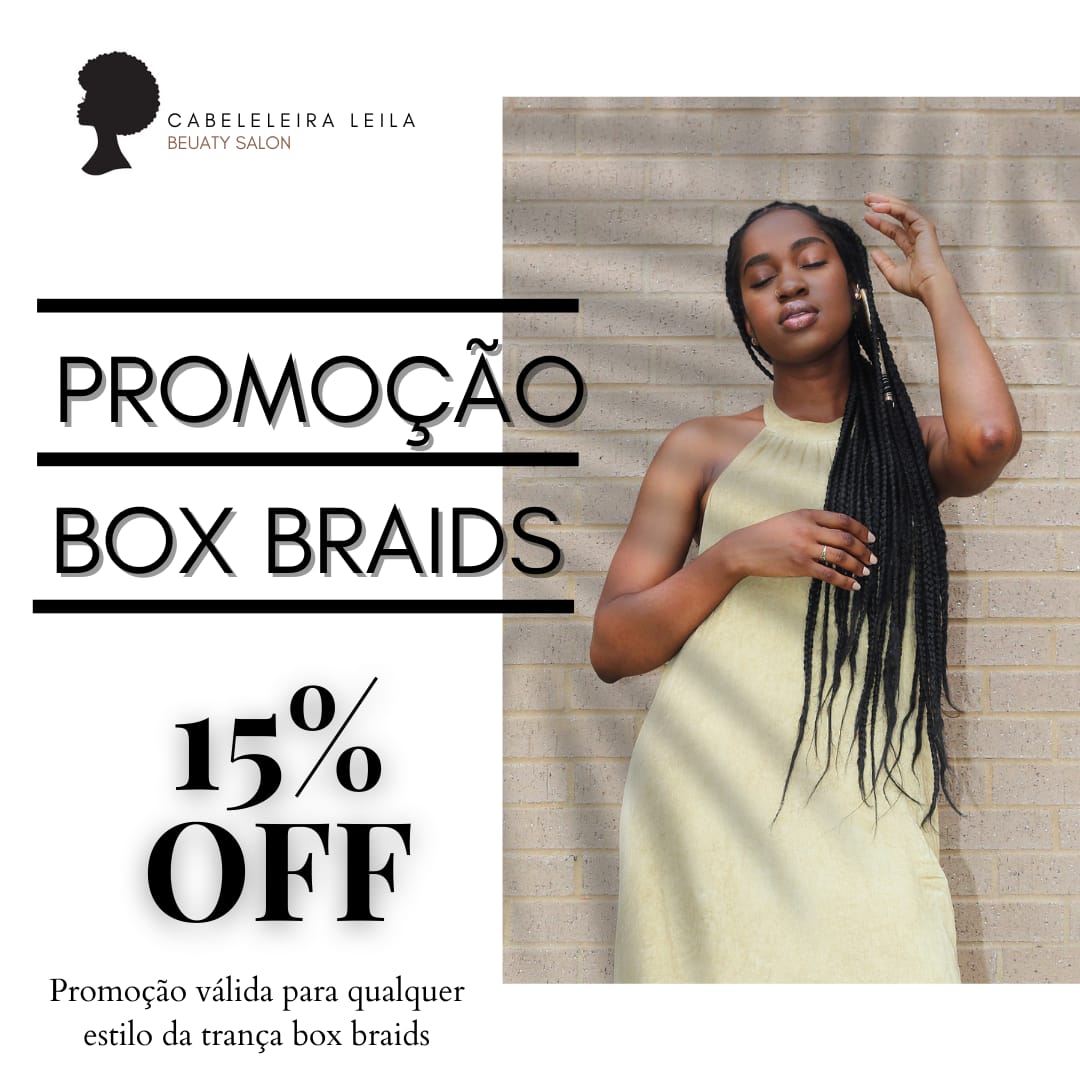 CABELELEIRA LEILA
BEUATY SALON
PROMOÇÃO
BOX BRAIDS
15%
OFF
Promoção válida para qualquer
estilo da trança box braids